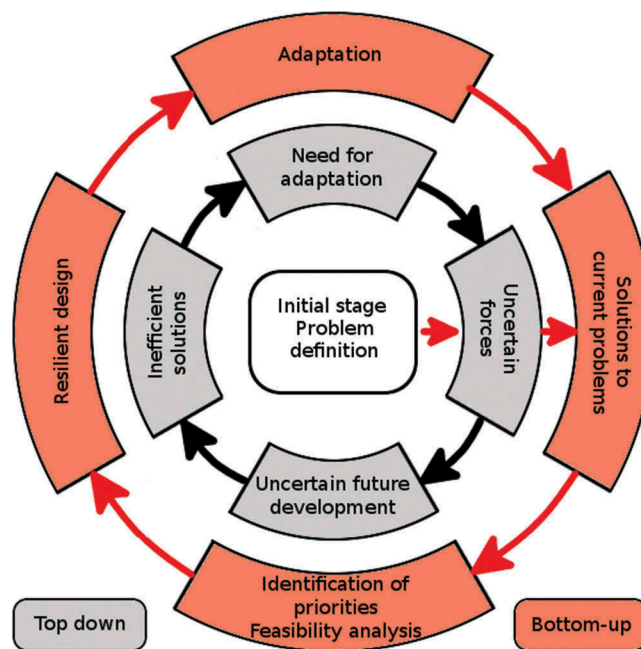 Adaptation
Need for
adaptation
Resilient design
Inefficient
solutions
Initial stage
Problem
definition
Uncertain
forces
Solutions to
current problems
Uncertain future
development
Identification of
priorities
Feasibility analysis
Top down
Bottom-up